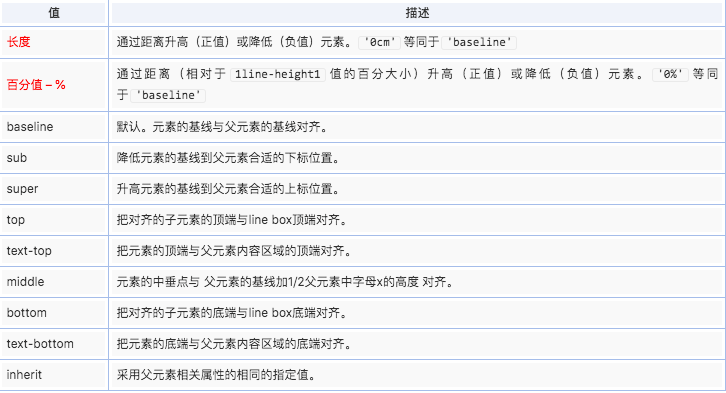 值 描述
长度 通过距离升高（正值）或降低（负值）元素。 '0cm' 等同于 'baseline'
百分值 – % 通过距离（相对于 1line-height1 值的百分大小）升高（正值）或降低（负值）元素。 '0%' 等同
于 'baseline'
baseline 默认。元素的基线与父元素的基线对齐。
sub 降低元素的基线到父元素合适的下标位置。
super 升高元素的基线到父元素合适的上标位置。
top 把对齐的子元素的顶端与line box顶端对齐。
text-top 把元素的顶端与父元素内容区域的顶端对齐。
middle 元素的中垂点与 父元素的基线加1/2父元素中字母x的高度 对齐。
bottom 把对齐的子元素的底端与line box底端对齐。
text-bottom 把元素的底端与父元素内容区域的底端对齐。
inherit 采用父元素相关属性的相同的指定值。